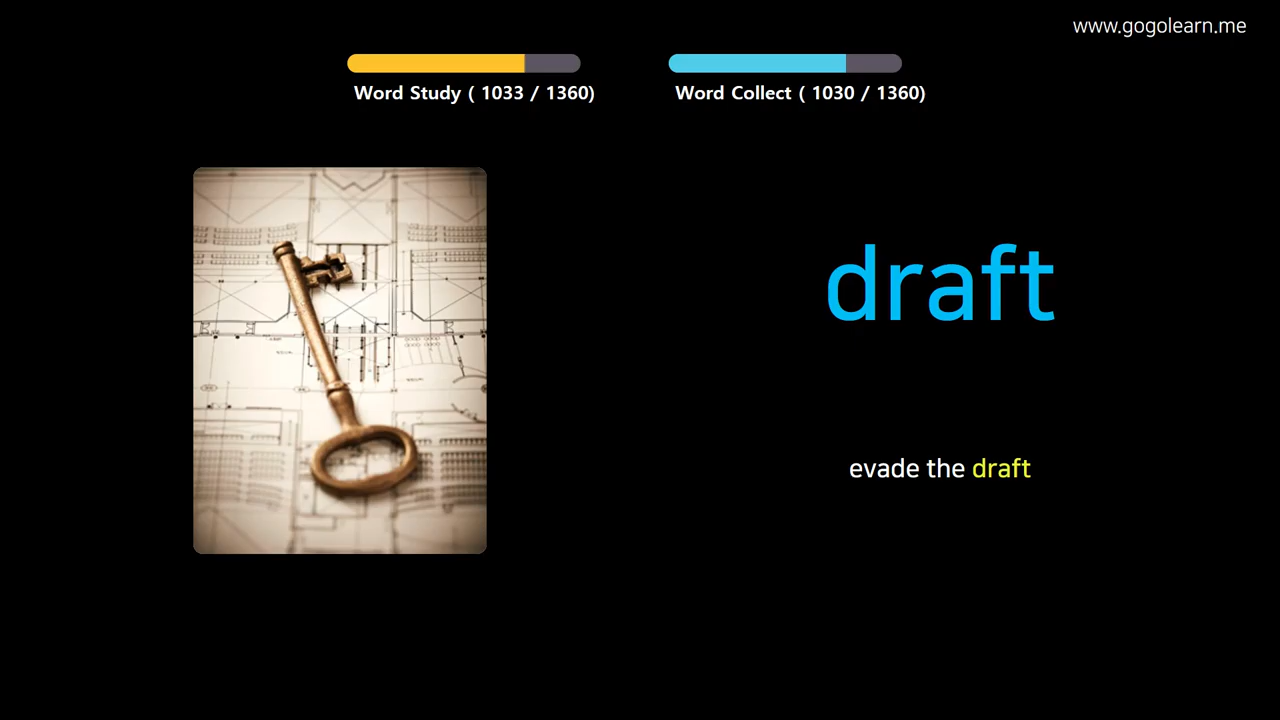 www.gogolearn.me
Word Study ( 1033 / 1360)
Word Collect ( 1030 / 1360)
draft
evade the draft